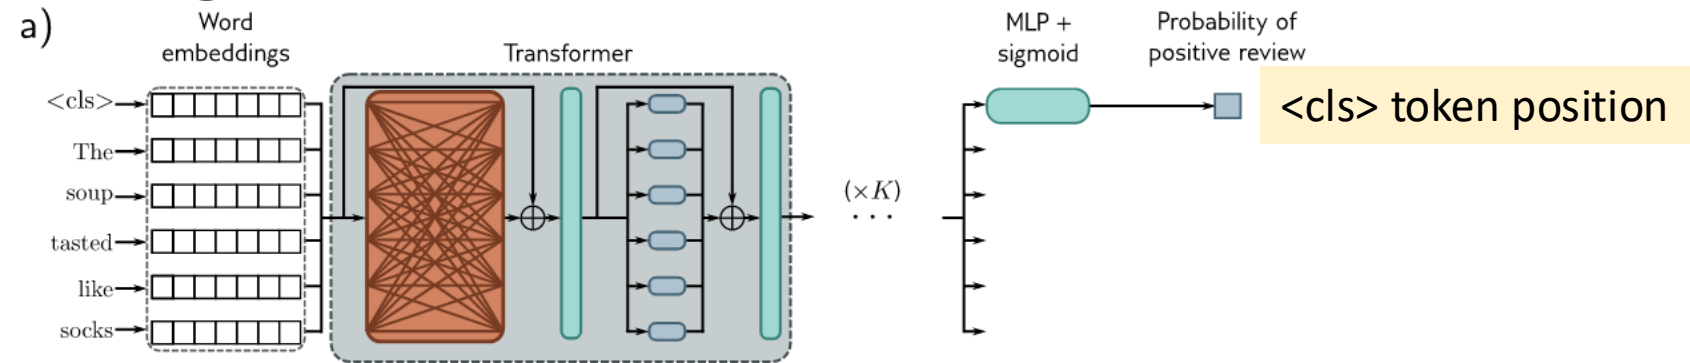 a)
Word
embeddings
Transformer
MLP +
sigmoid
Probability of
positive review
<cls>
The
soup
tasted
like
socks
(×K)
· · ·
<cls> token position